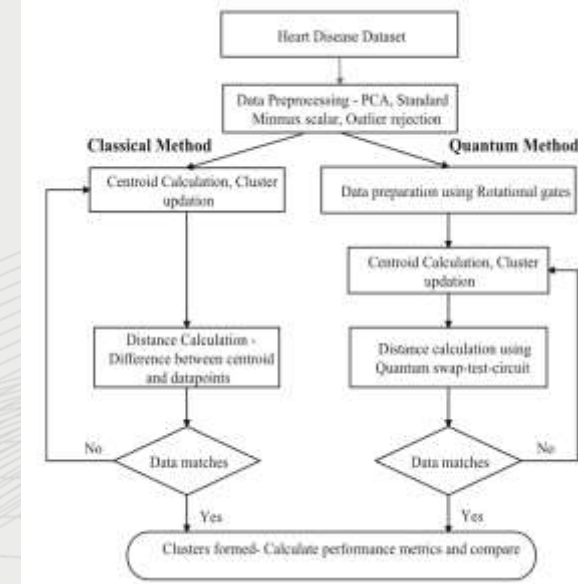 Heart Disease Dataset
Data Preprocessing - PCA, Standard
Minmax scalar, Outlier rejection
Classical Method
Quantum Method
Centroid Calculation, Cluster
updation
Data preparation using Rotational gates
Centroid Calculation, Cluster
updation
Distance Calculation -
Difference between centroid
and datapoints
Distance calculation using
Quantum swap-test-circuit
No
Data matches
Data matches
No
Yes
Yes
Clusters formed- Calculate performance metrics and compare